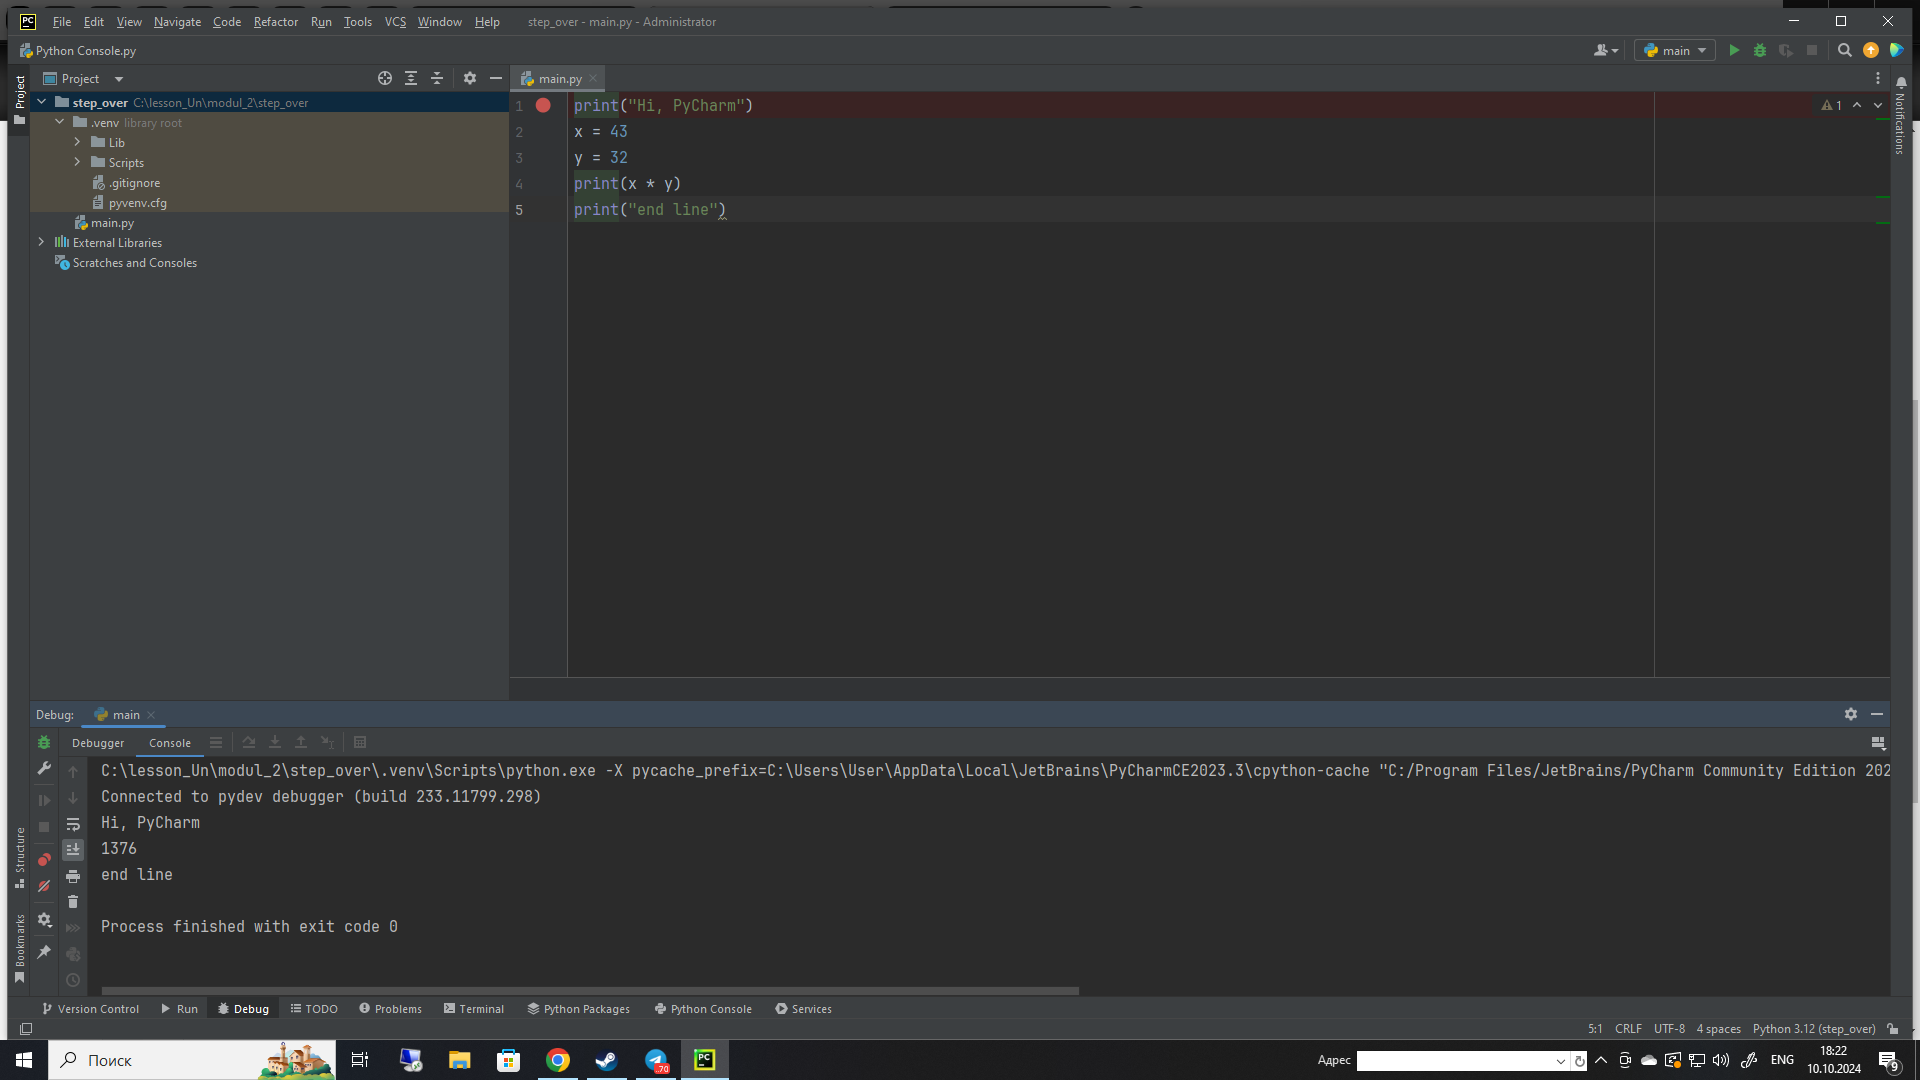 PC File Edit View Navigate Code Refactor Run Tools VCS Window Help step_over - main.py - Administrator
Python Console.py
main
Project
main.py
step_over C:\lesson_Un\modul_2\step_over
.venv library root
Lib
Scripts
.gitignore
pyvenv.cfg
main.py
External Libraries
Scratches and Consoles
Project
Structure
Bookmarks
1 print("Hi, PyCharm")
2 x = 43
3 y = 32
4 print(x * y)
5 print("end line")
1
Notifications
Debug: main
Debugger Console
C:\lesson_Un\modul_2\step_over\.venv\Scripts\python.exe -X pycache_prefix=C:\Users\User\AppData\Local\JetBrains\PyCharmCE2023.3\cpython-cache "C:/Program Files/JetBrains/PyCharm Community Edition 202
Connected to pydev debugger (build 233.11799.298)
Hi, PyCharm
1376
end line
Process finished with exit code 0
Version Control Run Debug TODO Problems Terminal Python Packages Python Console Services
5:1 CRLF UTF-8 4 spaces Python 3.12 (step_over)
Поиск
70
PC
Адрес
ENG
18:22
10.10.2024
9